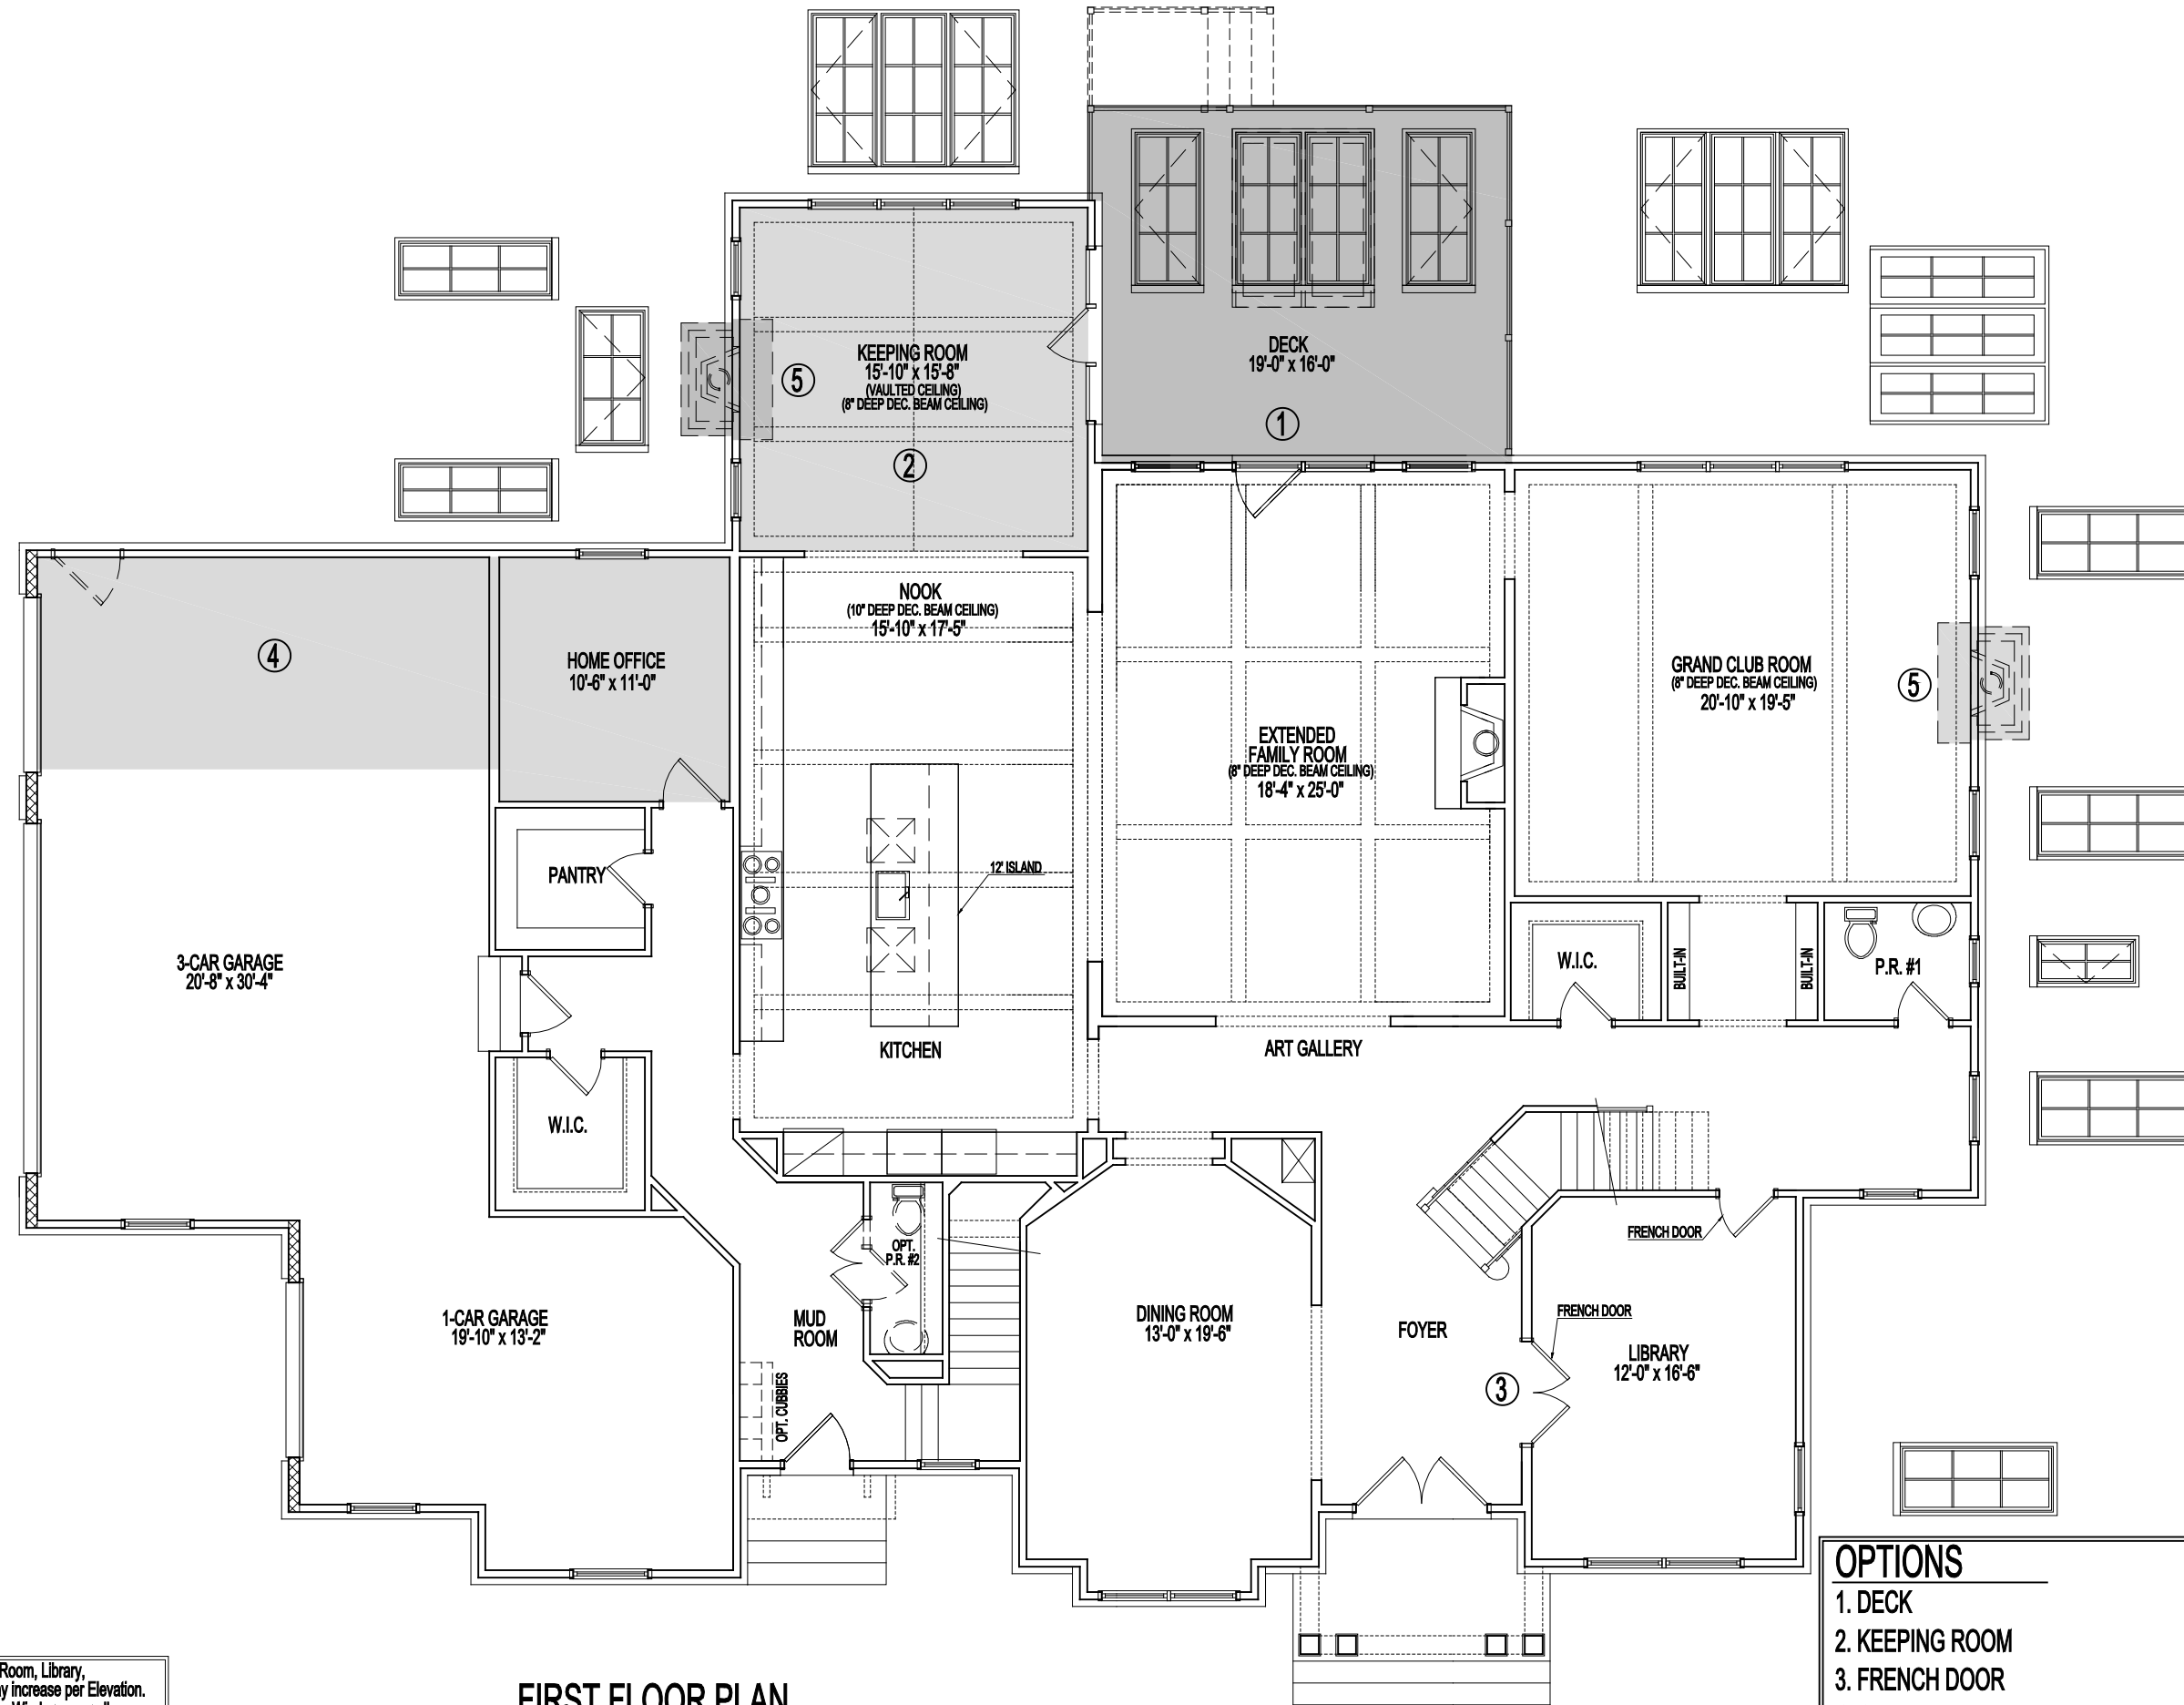 KEEPING ROOM
15'-10" x 15'-8"
(VAULTED CEILING)
(8" DEEP DEC. BEAM CEILING)
5
2
DECK
19'-0" x 16'-0"
1
4
HOME OFFICE
10'-6" x 11'-0"
NOOK
(10" DEEP DEC. BEAM CEILING)
15'-10" x 17'-5"
EXTENDED
FAMILY ROOM
(8" DEEP DEC. BEAM CEILING)
18'-4" x 25'-0"
GRAND CLUB ROOM
(8" DEEP DEC. BEAM CEILING)
20'-10" x 19'-5"
5
PANTRY
12' ISLAND
3-CAR GARAGE
20'-8" x 30'-4"
W.I.C.
BUILT-IN
BUILT-IN
P.R. #1
KITCHEN
ART GALLERY
W.I.C.
OPT.
P.R. #2
FRENCH DOOR
1-CAR GARAGE
19'-10" x 13'-2"
MUD
ROOM
OPT. CUBBIES
DINING ROOM
13'-0" x 19'-6"
FOYER
FRENCH DOOR
LIBRARY
12'-0" x 16'-6"
3
OPTIONS
1. DECK
2. KEEPING ROOM
3. FRENCH DOOR
Room, Library,
increase per Elevation.
FIRST FLOOR PLAN